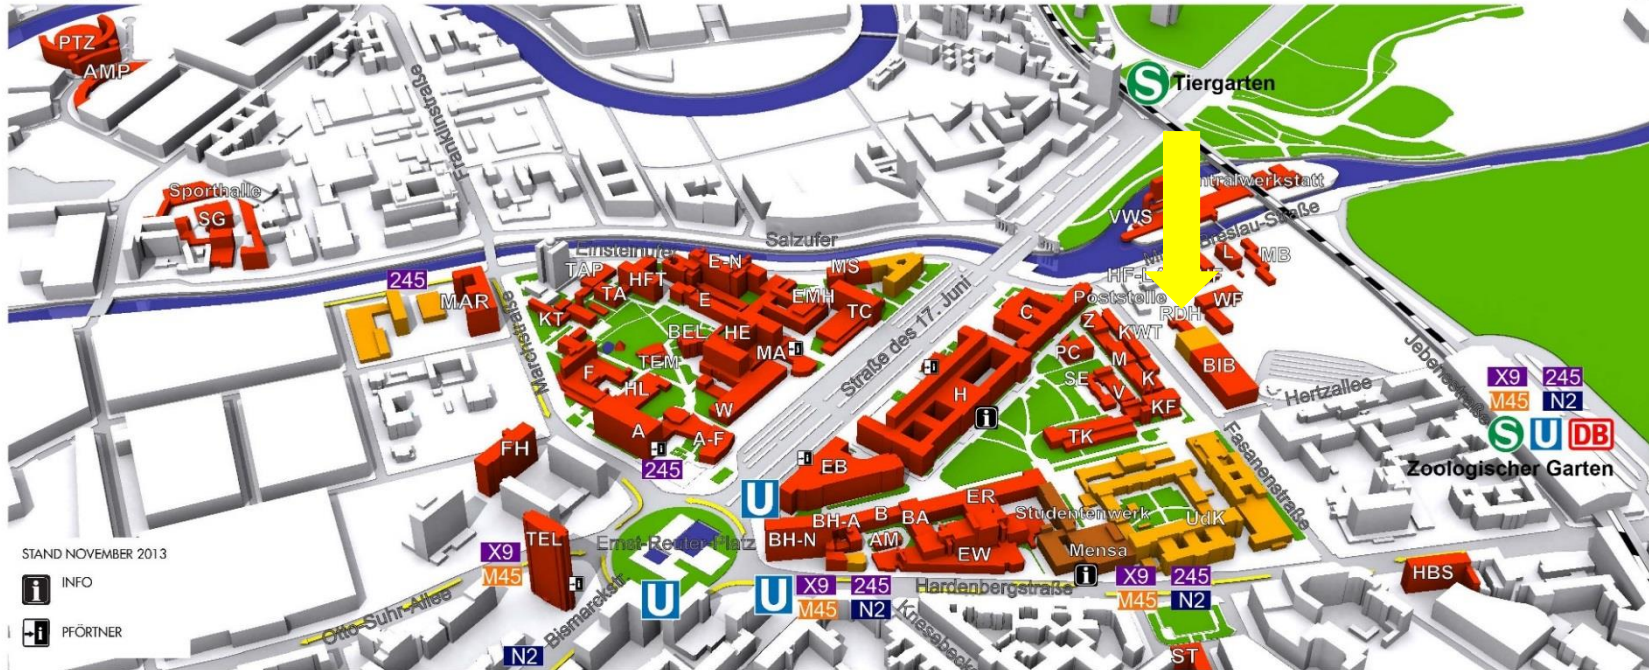 PTZ
AMP
Franklinstraße
Tiergarten
Sporthalle
SG
VWS
ntralwerkstatt
Breslau-Straße
Einsteinufer
Salzufer
L
MB
245
MAR
TAP
HFT
E-N
MS
TA
E
EMH
TC
KT
BEL
HE
TEM
MA
F
HL
W
A
A-F
245
Marchstraße
Straße des 17. Juni
C
Z
Poststelle
RDH
WF
KWT
PC
M
SE
K
V
KF
BIB
H
TK
Jebensstraße
Hertzallee
Fasanenstraße
X9 245
M45 N2
S U DB
Zoologischer Garten
FH
EB
U
ER
BH-A
B
BA
Studentenwerk
UdK
BH-N
AM
EW
Mensa
TEL
Ernst-Reuter-Platz
X9
M45
U
U
X9 245
M45 N2
Hardenbergstraße
X9 245
M45 N2
HBS
Otto-Suhr-Allee
Bismarckstr.
N2
ST
STAND NOVEMBER 2013
INFO
PFÖRTNER